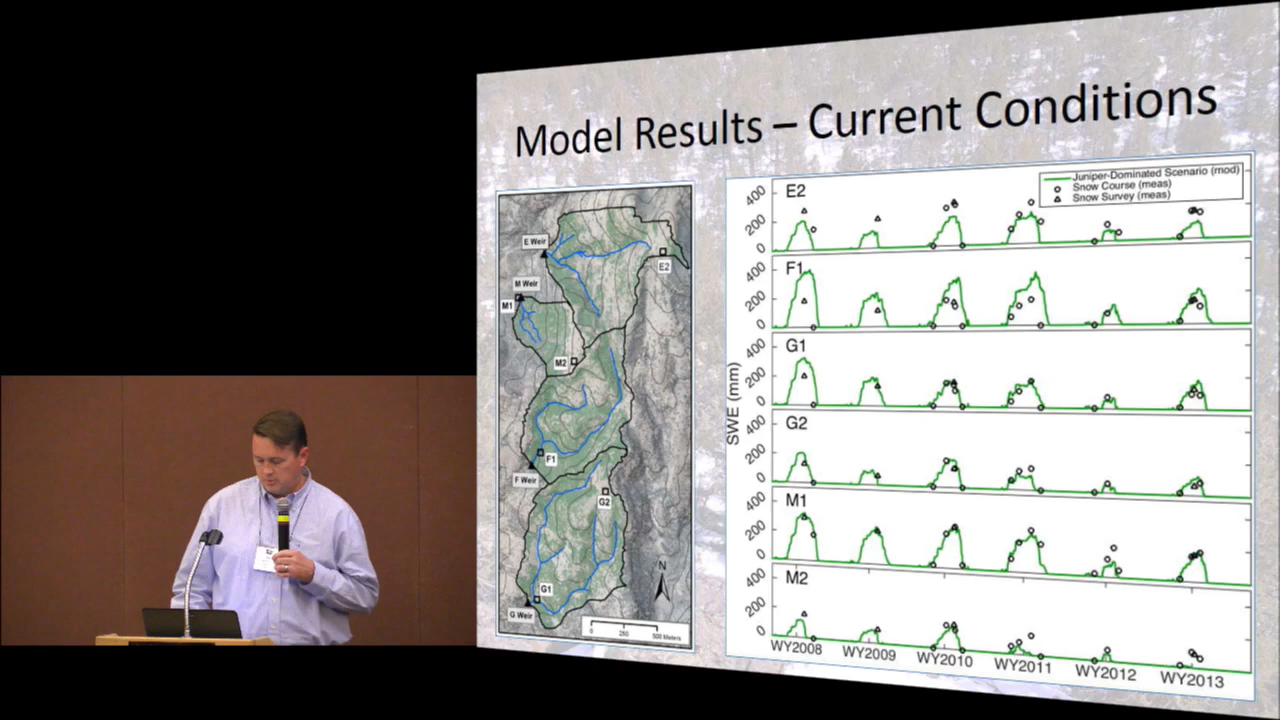 Model Results – Current Conditions
E Weir
E2
M Weir
M1
M2
F1
F Weir
G2
G1
G Weir
N
0 250 500 Meters
Juniper-Dominated Scenario (mod)
Snow Course (meas)
Snow Survey (meas)
SWE (mm)
E2
400
200
0
F1
400
200
0
G1
400
200
0
G2
400
200
0
M1
400
200
0
M2
400
200
0
WY2008 WY2009 WY2010 WY2011 WY2012 WY2013